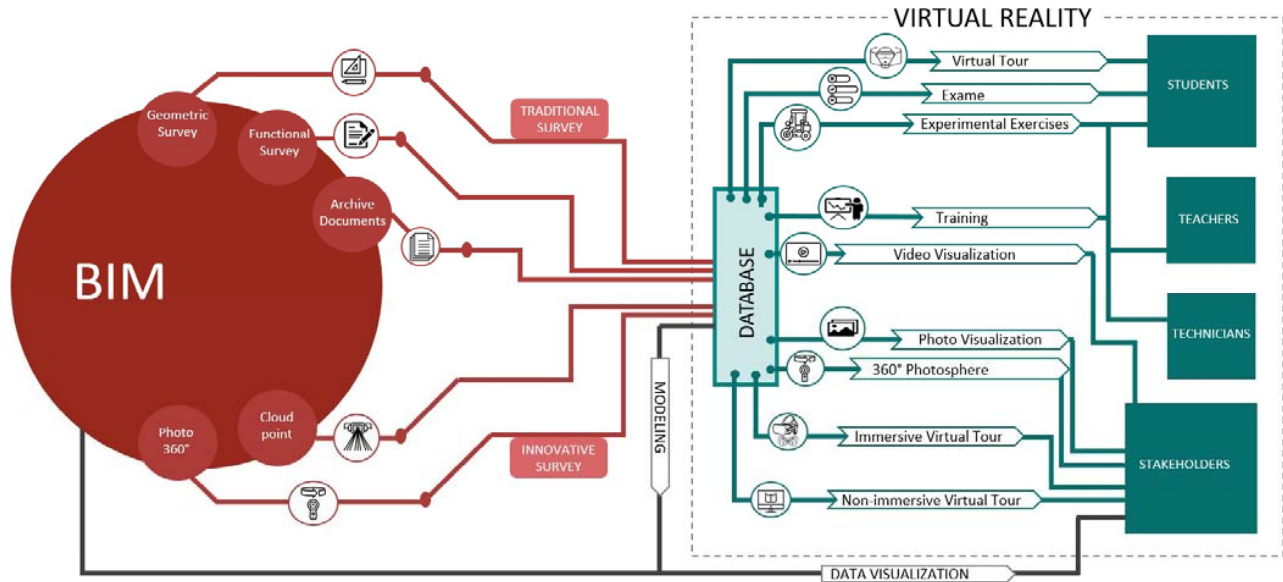 VIRTUAL REALITY
Geometric
Survey
Functional
Survey
Archive
Documents
BIM
Photo
360°
Cloud
point
TRADITIONAL
SURVEY
INNOVATIVE
SURVEY
MODELING
DATABASE
Virtual Tour
Exame
Experimental Exercises
Training
Video Visualization
Photo Visualization
360° Photosphere
Immersive Virtual Tour
Non-immersive Virtual Tour
DATA VISUALIZATION
STUDENTS
TEACHERS
TECHNICIANS
STAKEHOLDERS